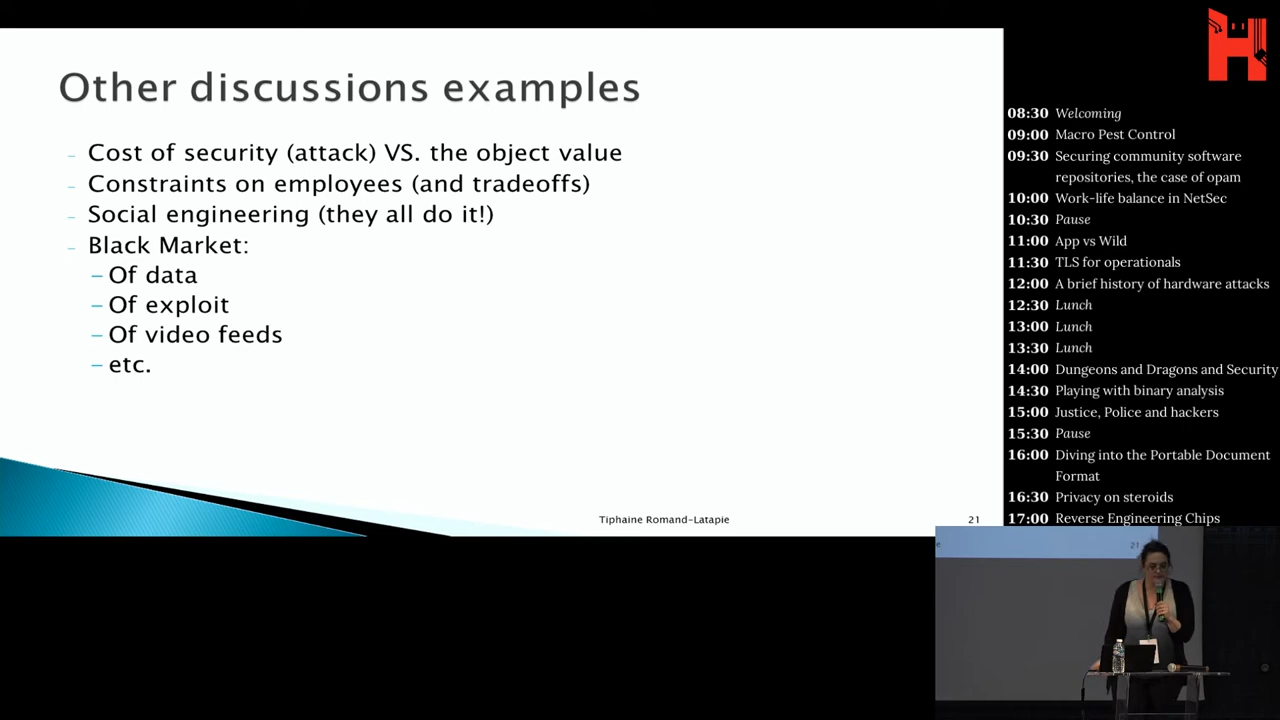 Other discussions examples
– Cost of security (attack) VS. the object value
– Constraints on employees (and tradeoffs)
– Social engineering (they all do it!)
– Black Market:
– Of data
– Of exploit
– Of video feeds
– etc.
Tiphaine Romand-Latapie
21
08:30 Welcoming
09:00 Macro Pest Control
09:30 Securing community software
repositories, the case of opam
10:00 Work-life balance in NetSec
10:30 Pause
11:00 App vs Wild
11:30 TLS for operationals
12:00 A brief history of hardware attacks
12:30 Lunch
13:00 Lunch
13:30 Lunch
14:00 Dungeons and Dragons and Security
14:30 Playing with binary analysis
15:00 Justice, Police and hackers
15:30 Pause
16:00 Diving into the Portable Document
Format
16:30 Privacy on steroids
17:00 Reverse Engineering Chips
21